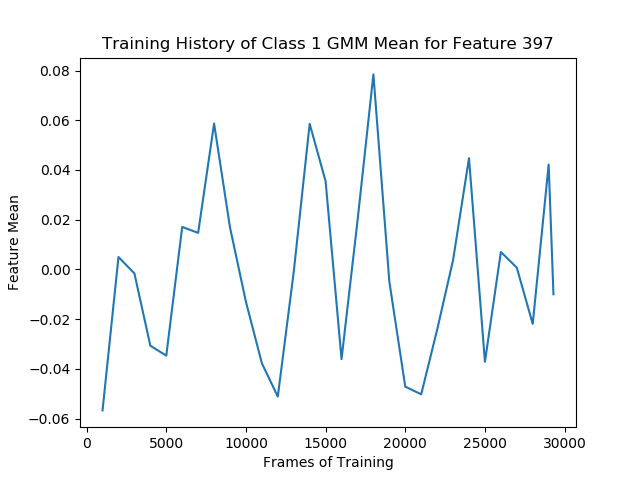 Training History of Class 1 GMM Mean for Feature 397
0.08
0.06
0.04
0.02
0.00
−0.02
−0.04
−0.06
Feature Mean
0 5000 10000 15000 20000 25000 30000
Frames of Training